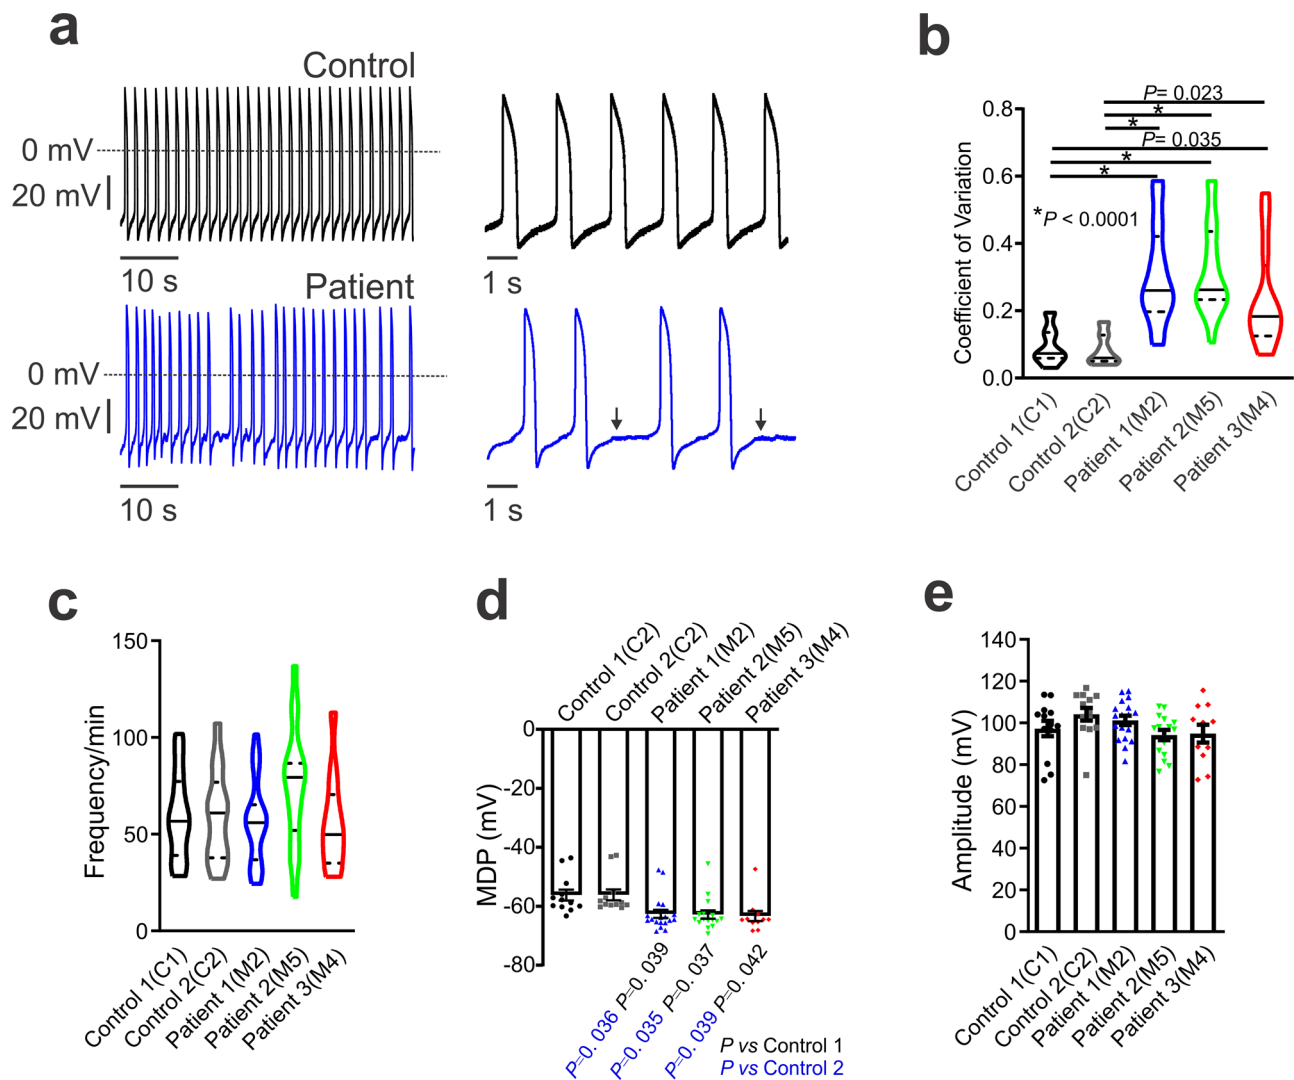 a
Control
0 mV
20 mV
10 s
1 s
Patient
0 mV
20 mV
10 s
1 s
b
Coefficient of Variation
0.8
0.6
0.4
0.2
0.0
P= 0.023
*
*
P= 0.035
*
*
*P < 0.0001
Control 1(C1)
Control 2(C2)
Patient 1(M2)
Patient 2(M5)
Patient 3(M4)
c
Frequency/min
150
100
50
0
Control 1(C1)
Control 2(C2)
Patient 1(M2)
Patient 2(M5)
Patient 3(M4)
d
Control 1(C2)
Control 2(C2)
Patient 1(M2)
Patient 2(M5)
Patient 3(M4)
MDP (mV)
0
-20
-40
-60
-80
P=0. 036 P=0. 039
P=0. 035 P=0. 037
P=0. 039 P=0. 042
P vs Control 1
P vs Control 2
e
Amplitude (mV)
140
120
100
80
60
40
20
0
Control 1(C1)
Control 2(C2)
Patient 1(M2)
Patient 2(M5)
Patient 3(M4)